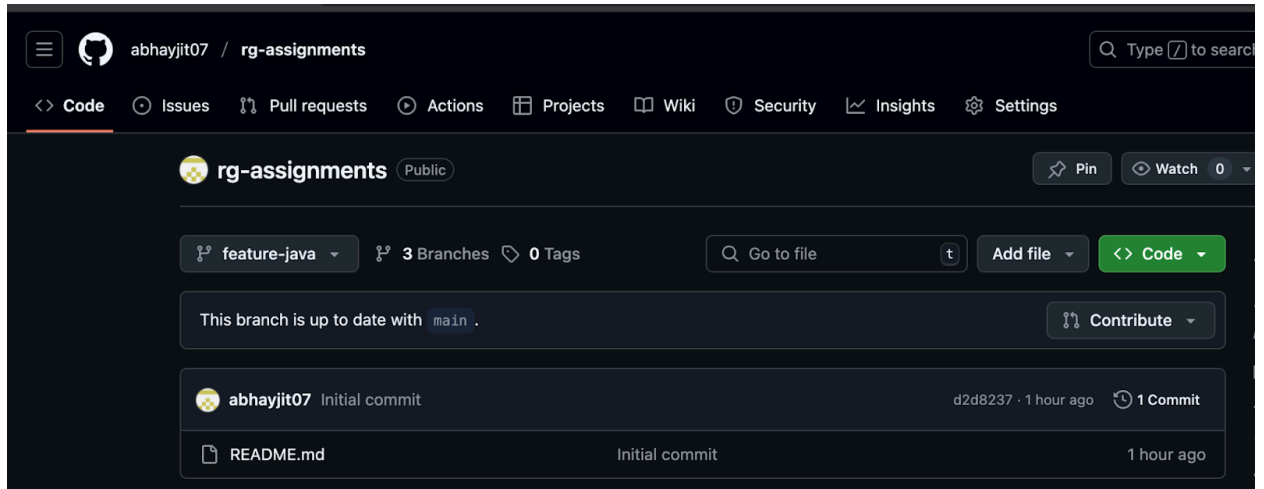 abhayjit07 / rg-assignments Type / to search
Code Issues Pull requests Actions Projects Wiki Security Insights Settings
rg-assignments Public Pin Watch 0
feature-java 3 Branches 0 Tags Go to file t Add file Code
This branch is up to date with main. Contribute
abhayjit07 Initial commit d2d8237 · 1 hour ago 1 Commit
README.md Initial commit 1 hour ago